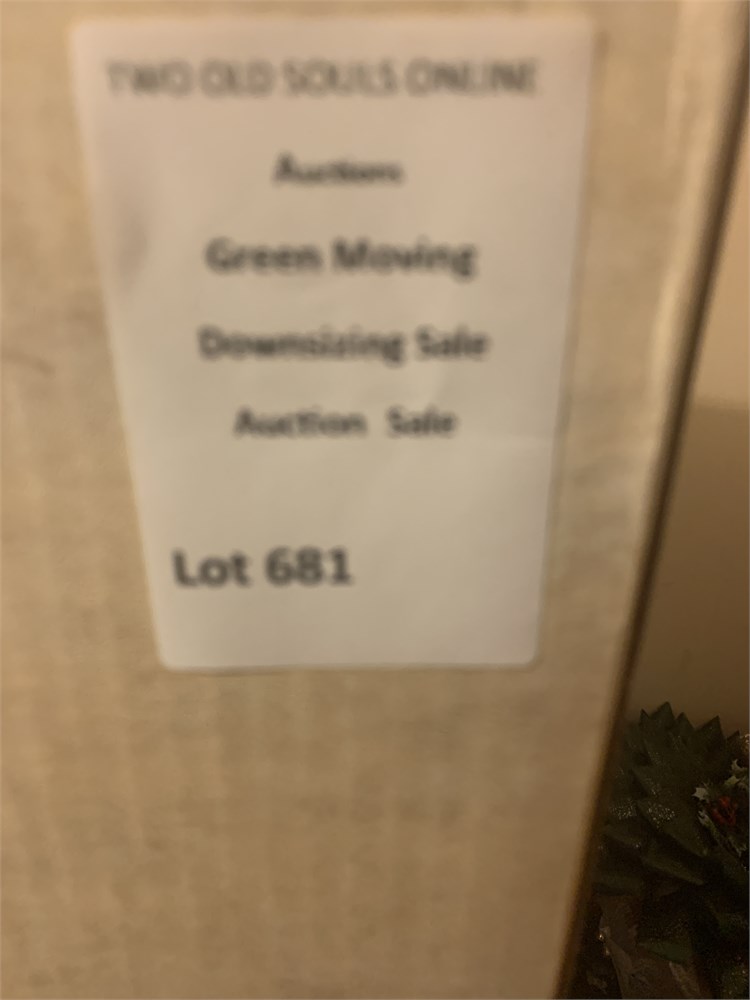 TWO OLD SOULS ONLINE
Auctions
Green Moving
Downsizing Sale
Auction Sale
Lot 681